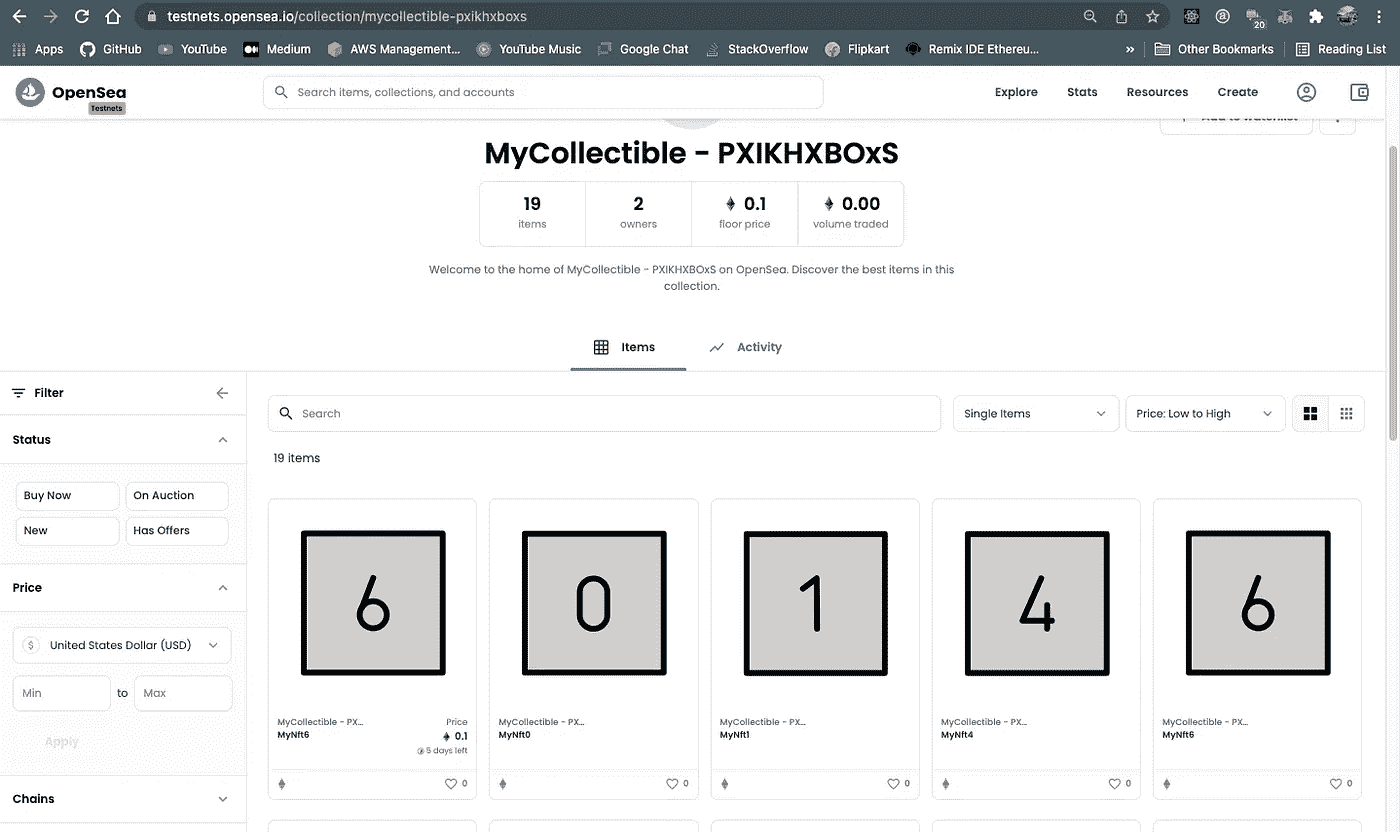 testnets.opensea.io/collection/mycollectible-pxikhxboxs
20
Apps GitHub YouTube Medium AWS Management... YouTube Music Google Chat StackOverflow Flipkart Remix IDE Ethereu... » Other Bookmarks Reading List
OpenSea
Testnets
Search items, collections, and accounts
Explore Stats Resources Create
Add to watchlist
MyCollectible - PXIKHXBOxS
19 2 0.1 0.00
items owners floor price volume traded
Welcome to the home of MyCollectible - PXIKHXBOxS on OpenSea. Discover the best items in this
collection.
Items Activity
Filter
Search
Single Items
Price: Low to High
Status
19 items
Buy Now On Auction
New Has Offers
Price
$ United States Dollar (USD)
Min to Max
Apply
Chains
6 0 1 4 6
MyCollectible - PX... Price MyCollectible - PX... MyCollectible - PX... MyCollectible - PX... MyCollectible - PX...
MyNft6 0.1 MyNft0 MyNft1 MyNft4 MyNft6
5 days left
0 0 0 0 0